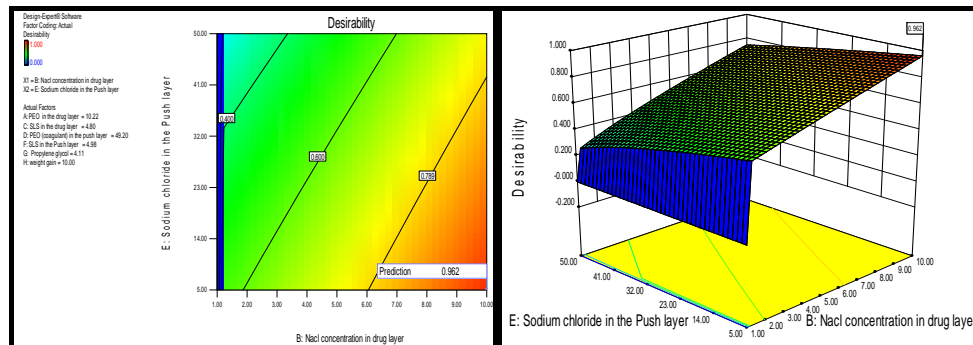 Design-Expert® Software
Factor Coding: Actual
Desirability
1.000
0.000
X1 = B: Nacl concentration in drug layer
X2 = E: Sodium chloride in the Push layer
Actual Factors
A: PEO in the drug layer = 10.22
C: SLS in the drug layer = 4.80
D: PEO (coagulant) in the push layer = 49.20
F: SLS in the Push layer = 4.98
G: Propylene glycol = 4.11
H: weight gain = 10.00
Desirability
50.00
41.00
32.00
23.00
14.00
5.00
E: Sodium chloride in the Push layer
0.400
0.600
0.789
Prediction 0.962
1.00 2.00 3.00 4.00 5.00 6.00 7.00 8.00 9.00 10.00
B: Nacl concentration in drug layer
0.962
1.000
0.800
0.600
0.400
0.200
-0.000
-0.200
Desirability
50.00
41.00
32.00
23.00
14.00
5.00
1.00
2.00
3.00
4.00
5.00
6.00
7.00
8.00
9.00
10.00
E: Sodium chloride in the Push layer
B: Nacl concentration in drug laye